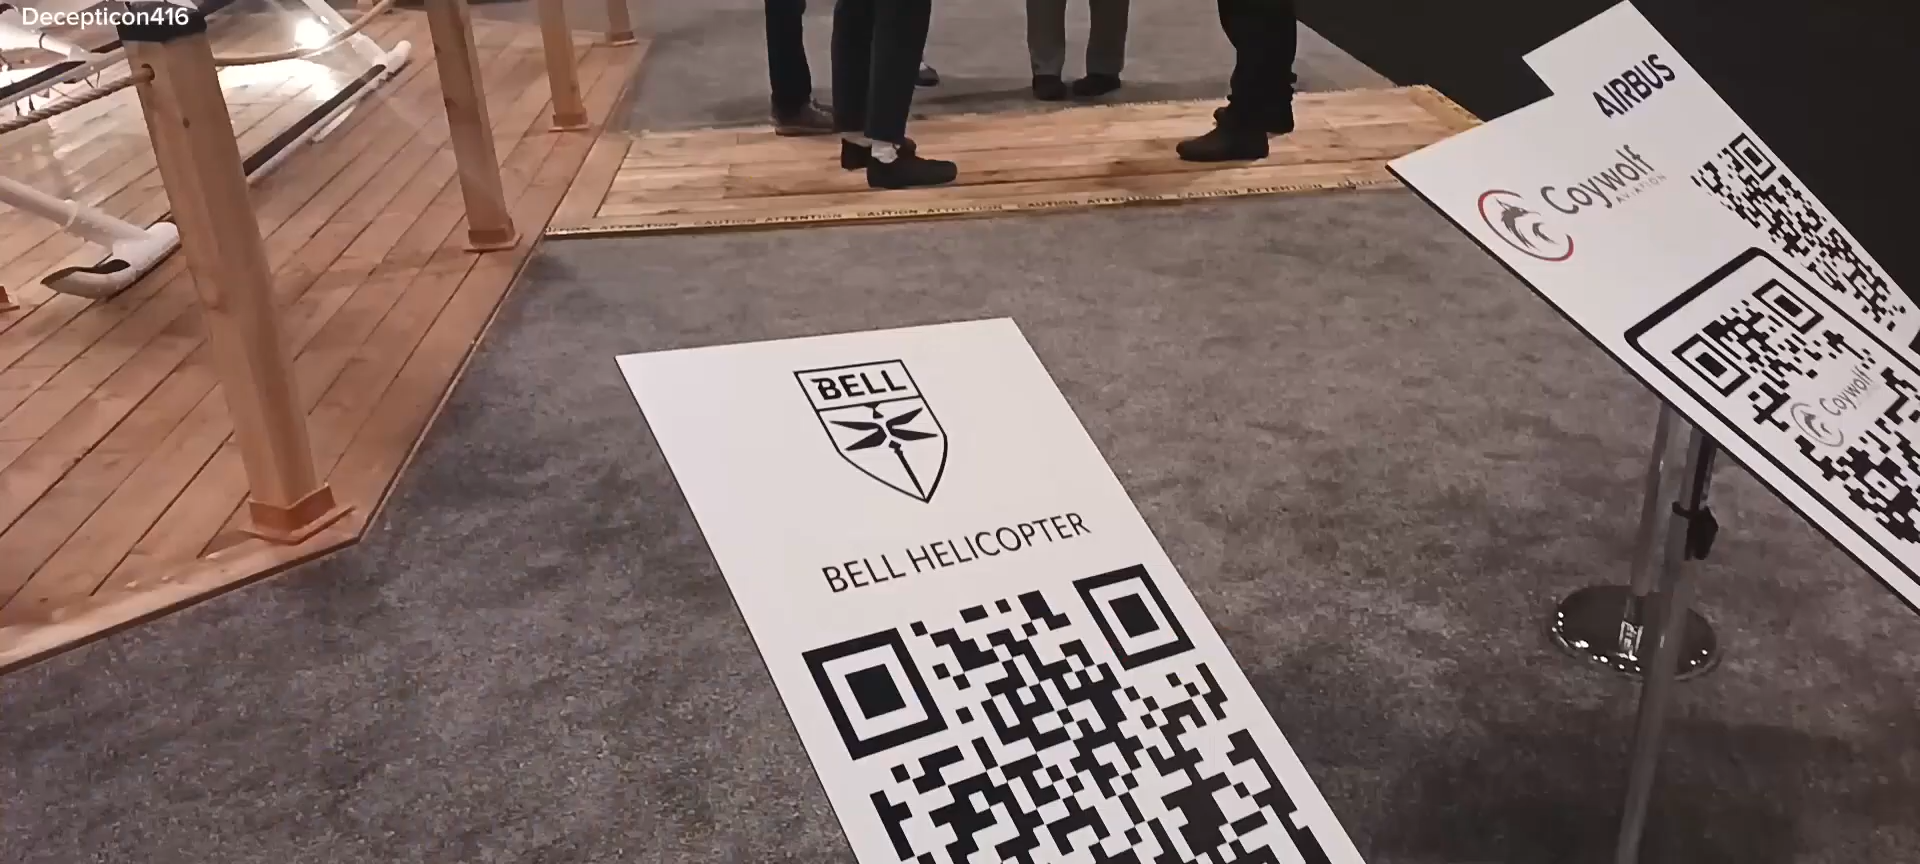 Decepticon416
AIRBUS
Coywolf
AVIATION
Coywolf
CAUTION ATTENTION CAUTION ATTENTION CAUTION ATTENTION
BELL
BELL HELICOPTER